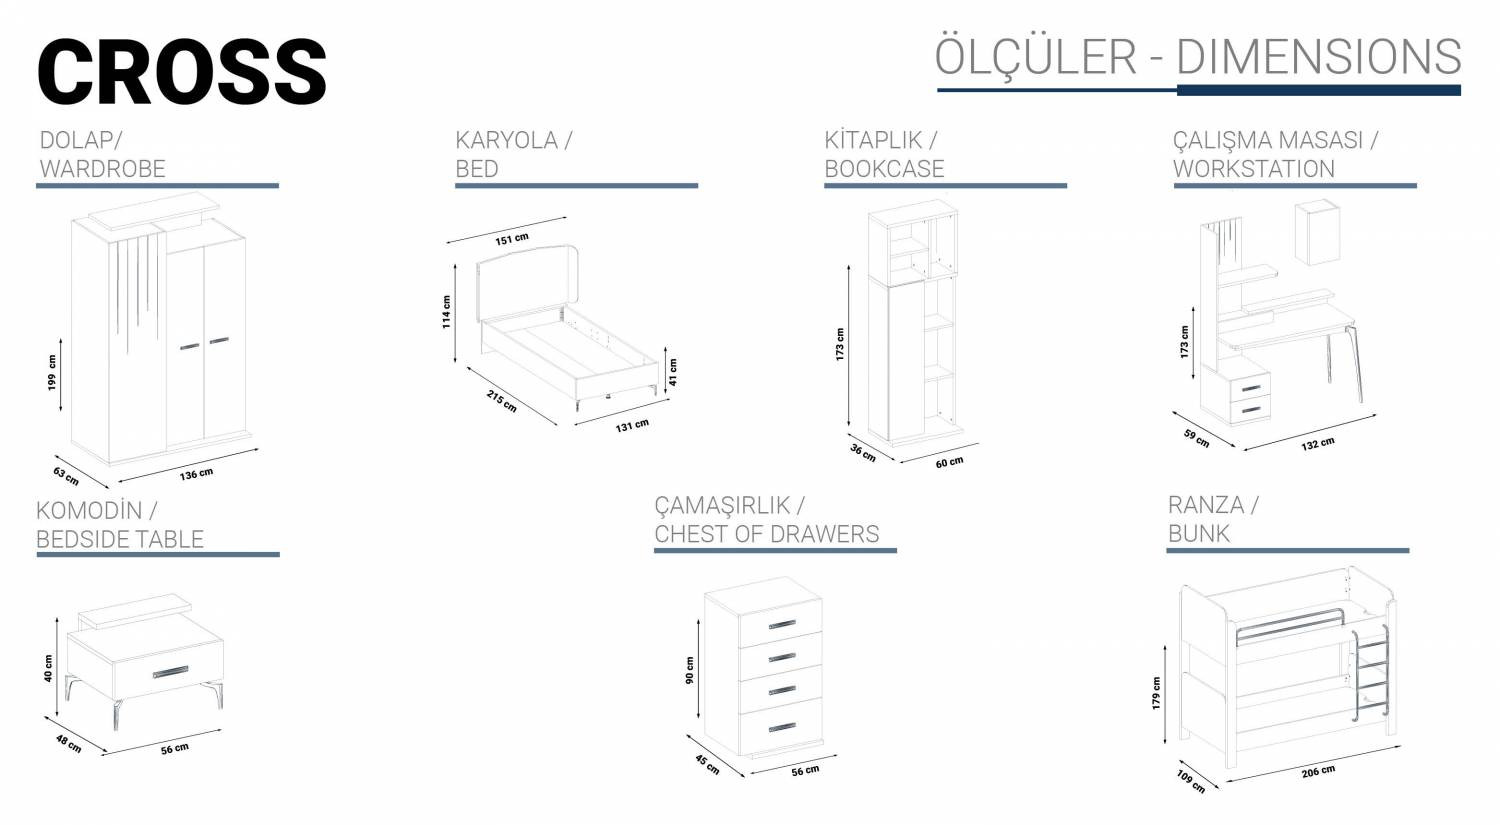 CROSS
ÖLÇÜLER - DIMENSIONS
DOLAP/
WARDROBE
199 cm
63 cm
136 cm
KARYOLA /
BED
151 cm
114 cm
215 cm
131 cm
41 cm
KİTAPLIK /
BOOKCASE
173 cm
36 cm
60 cm
ÇALIŞMA MASASI /
WORKSTATION
173 cm
59 cm
132 cm
KOMODİN /
BEDSIDE TABLE
40 cm
48 cm
56 cm
ÇAMAŞIRLIK /
CHEST OF DRAWERS
90 cm
45 cm
56 cm
RANZA /
BUNK
179 cm
109 cm
206 cm